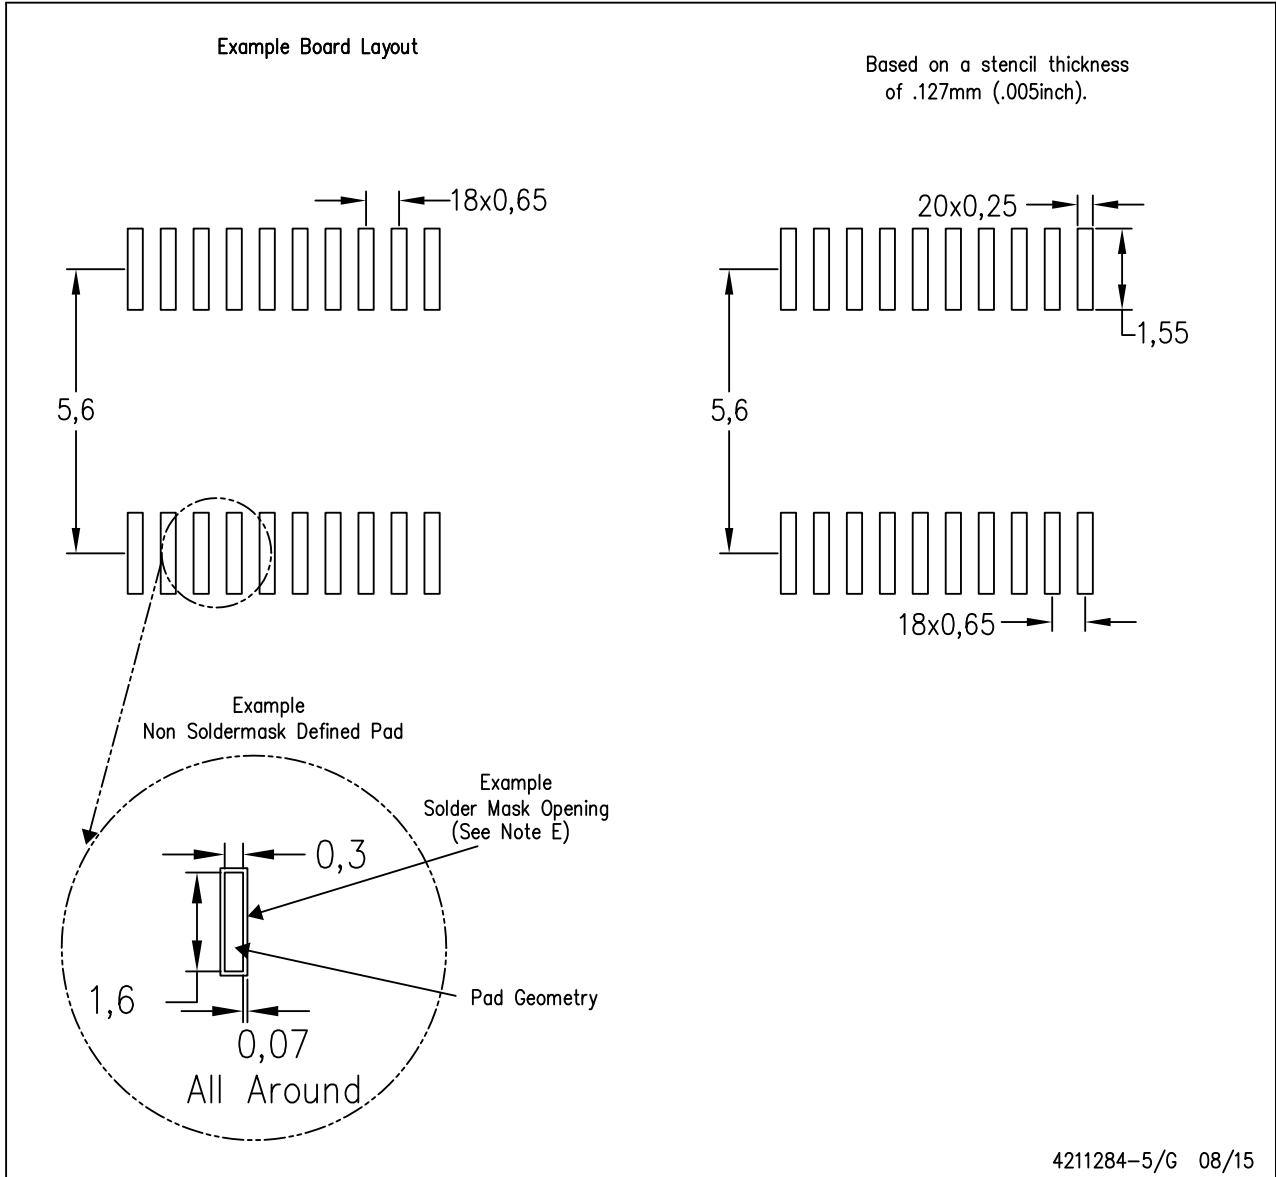 Example Board Layout
Based on a stencil thickness
of .127mm (.005inch).
18x0,65
20x0,25
1,55
5,6
5,6
18x0,65
Example
Non Soldermask Defined Pad
Example
Solder Mask Opening
(See Note E)
0,3
1,6
Pad Geometry
0,07
All Around
4211284-5/G 08/15